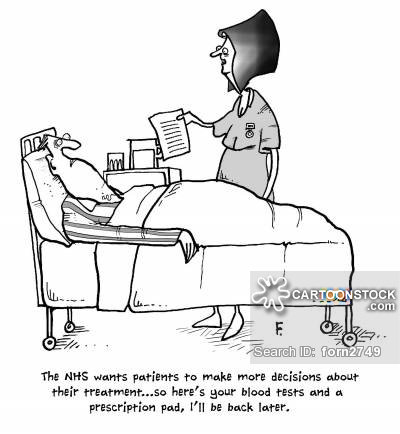 F.
CARTOONSTOCK
.com
Search ID: forn2749
The NHS wants patients to make more decisions about
their treatment...so here's your blood tests and a
prescription pad, I'll be back later.